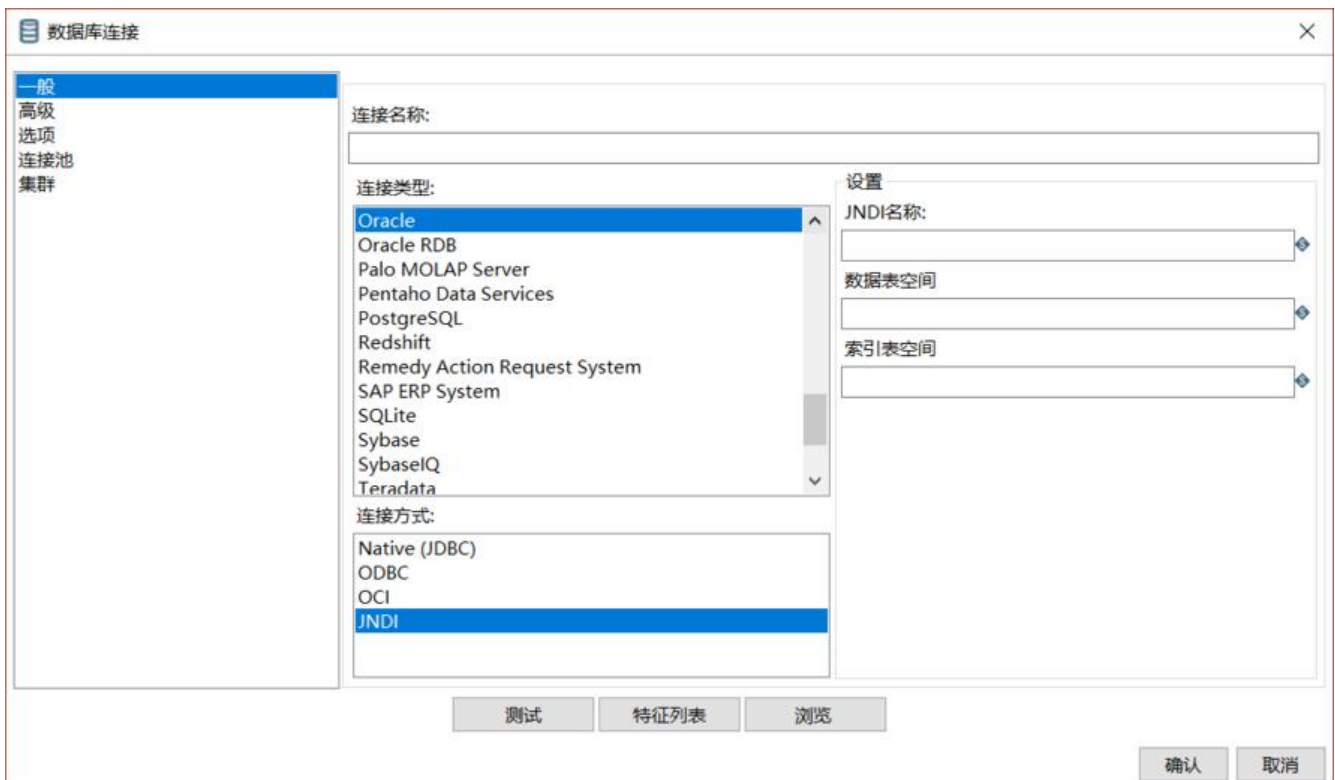 数据库连接
一般
高级
选项
连接池
集群
连接名称:
连接类型:
Oracle
Oracle RDB
Palo MOLAP Server
Pentaho Data Services
PostgreSQL
Redshift
Remedy Action Request System
SAP ERP System
SQLite
Sybase
SybaseIQ
Teradata
连接方式:
Native (JDBC)
ODBC
OCI
JNDI
设置
JNDI名称:
数据表空间
索引表空间
测试
特征列表
浏览
确认
取消